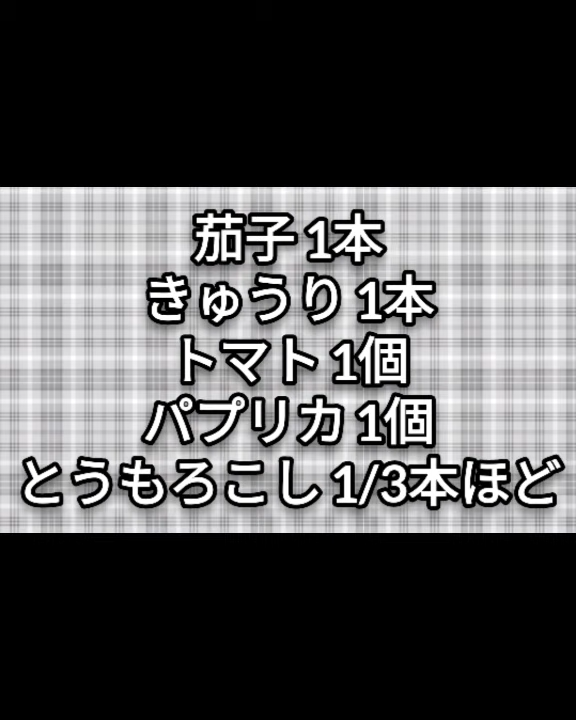 茄子 1本
きゅうり 1本
トマト 1個
パプリカ 1個
とうもろこし 1/3本ほど